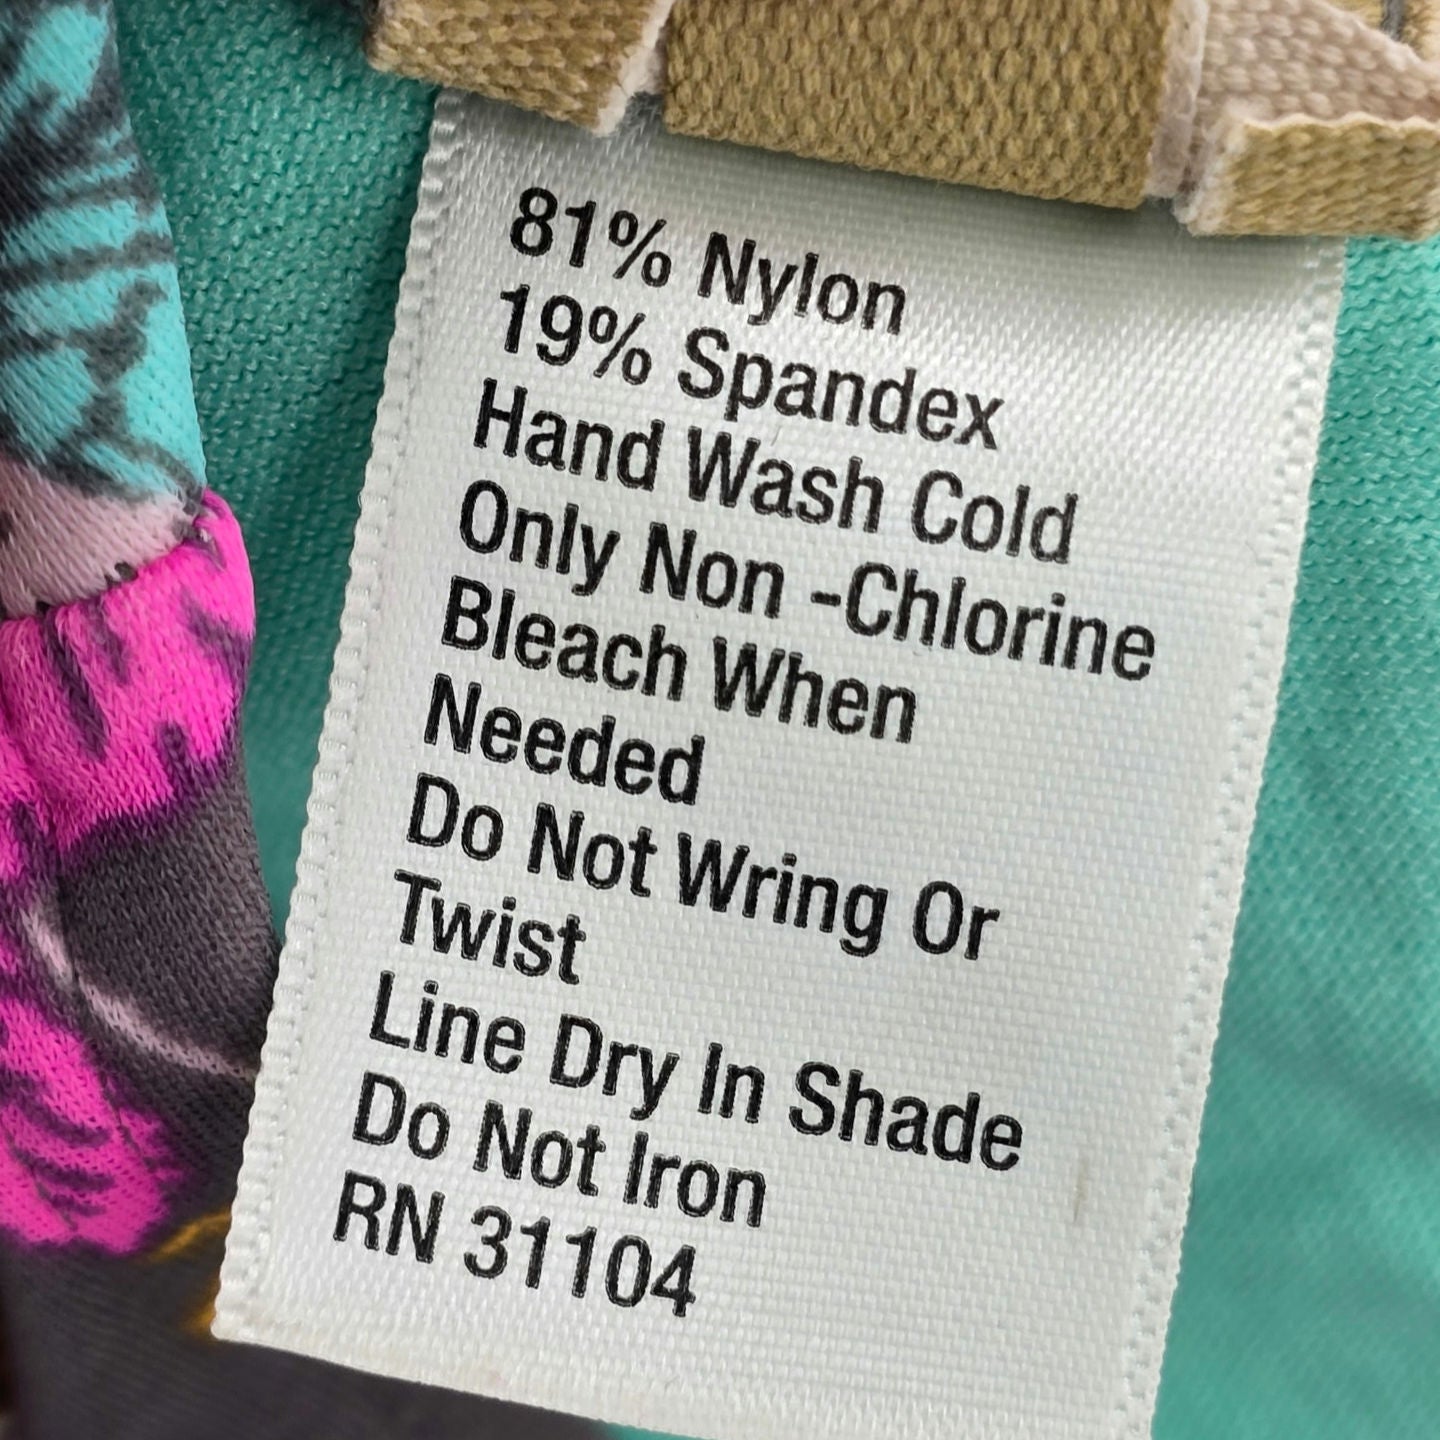 81% Nylon
19% Spandex
Hand Wash Cold
Only Non -Chlorine
Bleach When
Needed
Do Not Wring Or
Twist
Line Dry In Shade
Do Not Iron
RN 31104